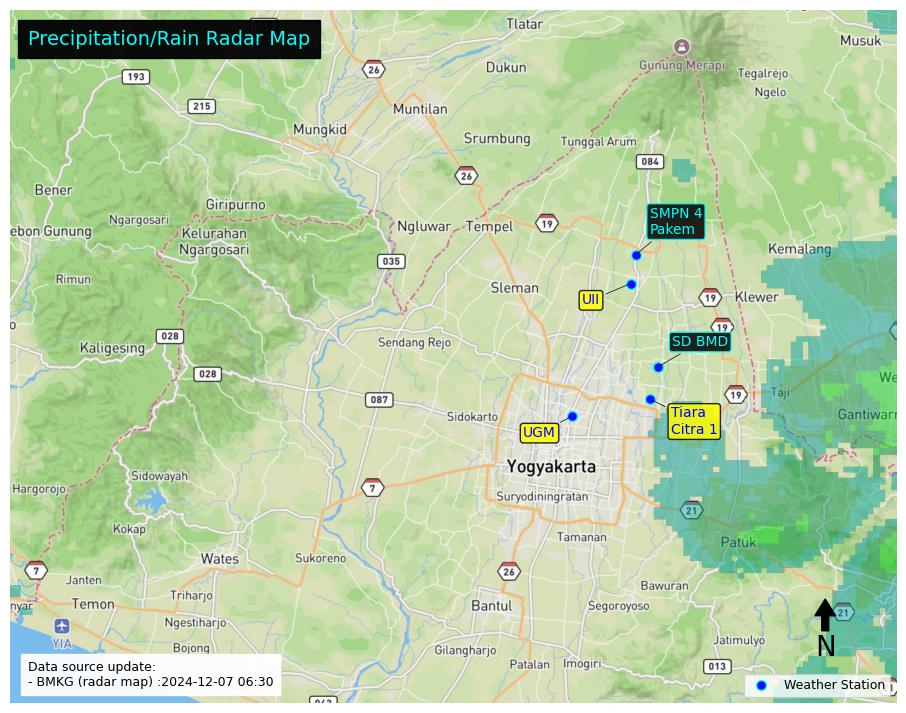 Precipitation/Rain Radar Map
Tlatar
Musuk
26
Dukun
Gunung Merapi
Tegalrejo
193
Ngelo
215
Muntilan
Mungkid
Srumbung
Tunggal Arum
084
26
Bener
Giripurno
Ngargosari
SMPN 4
Pakem
ebon Gunung
Kelurahan
Ngargosari
Ngluwar
Tempel
19
Kemalang
035
Rimun
Sleman
UII
19
Klewer
19
028
Sendang Rejo
SD BMD
Kaligesing
028
We
087
19
Taji
Sidokarto
Tiara
Citra 1
Gantiwarn
UGM
Yogyakarta
Sidowayah
Hargorojo
7
Suryodiningratan
21
Kokap
Tamanan
Patuk
Wates
Sukoreno
7
26
Janten
Bawuran
Triharjo
nyar
Temon
Bantul
Segoroyoso
21
Ngestiharjo
YIA
Jatimulyo
N
Bojong
Gilangharjo
Data source update:
- BMKG (radar map) :2024-12-07 06:30
Patalan
Imogiri
013
Weather Station